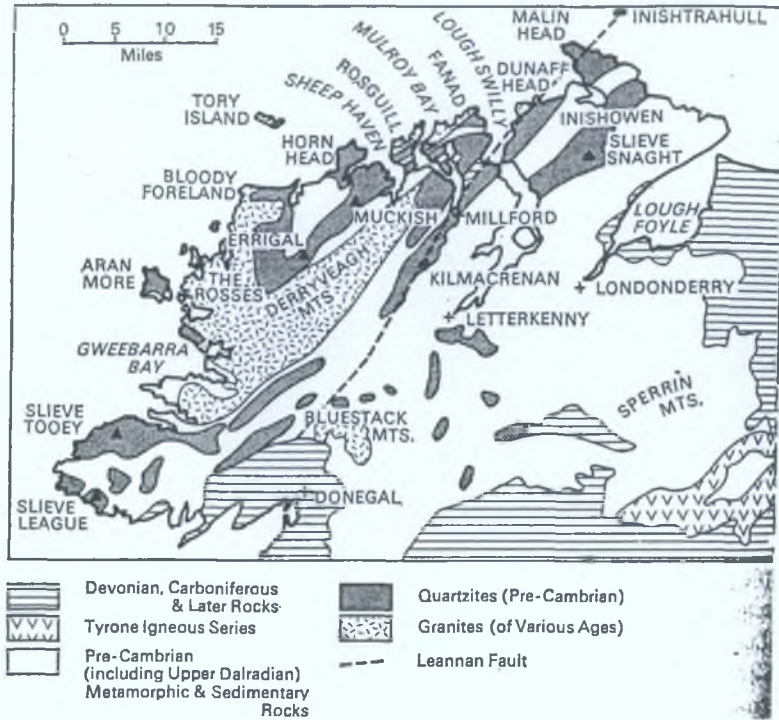 0 5 10 15
Miles
MALIN
HEAD
INISHTRAHULL
LOUGH SWILLY
FANAD
MULROY BAY
ROSGUILL
SHEEP HAVEN
DUNAFF
HEAD
TORY
ISLAND
HORN
HEAD
INISHOWEN
SLIEVE
SNAGHT
BLOODY
FORELAND
MUCKISH
MILLFORD
LOUGH
FOYLE
ERRIGAL
ARAN
MORE
THE
ROSSES
DERRYVEAGH
MTS.
KILMACRENAN
LONDONDERRY
LETTERKENNY
GWEEBARRA
BAY
SPERRIN
MTS.
SLIEVE
TOOEY
BLUESTACK
MTS.
SLIEVE
LEAGUE
DONEGAL
Devonian, Carboniferous
& Later Rocks
Tyrone Igneous Series
Pre-Cambrian
(including Upper Dalradian)
Metamorphic & Sedimentary
Rocks
Quartzites (Pre-Cambrian)
Granites (of Various Ages)
Leannan Fault